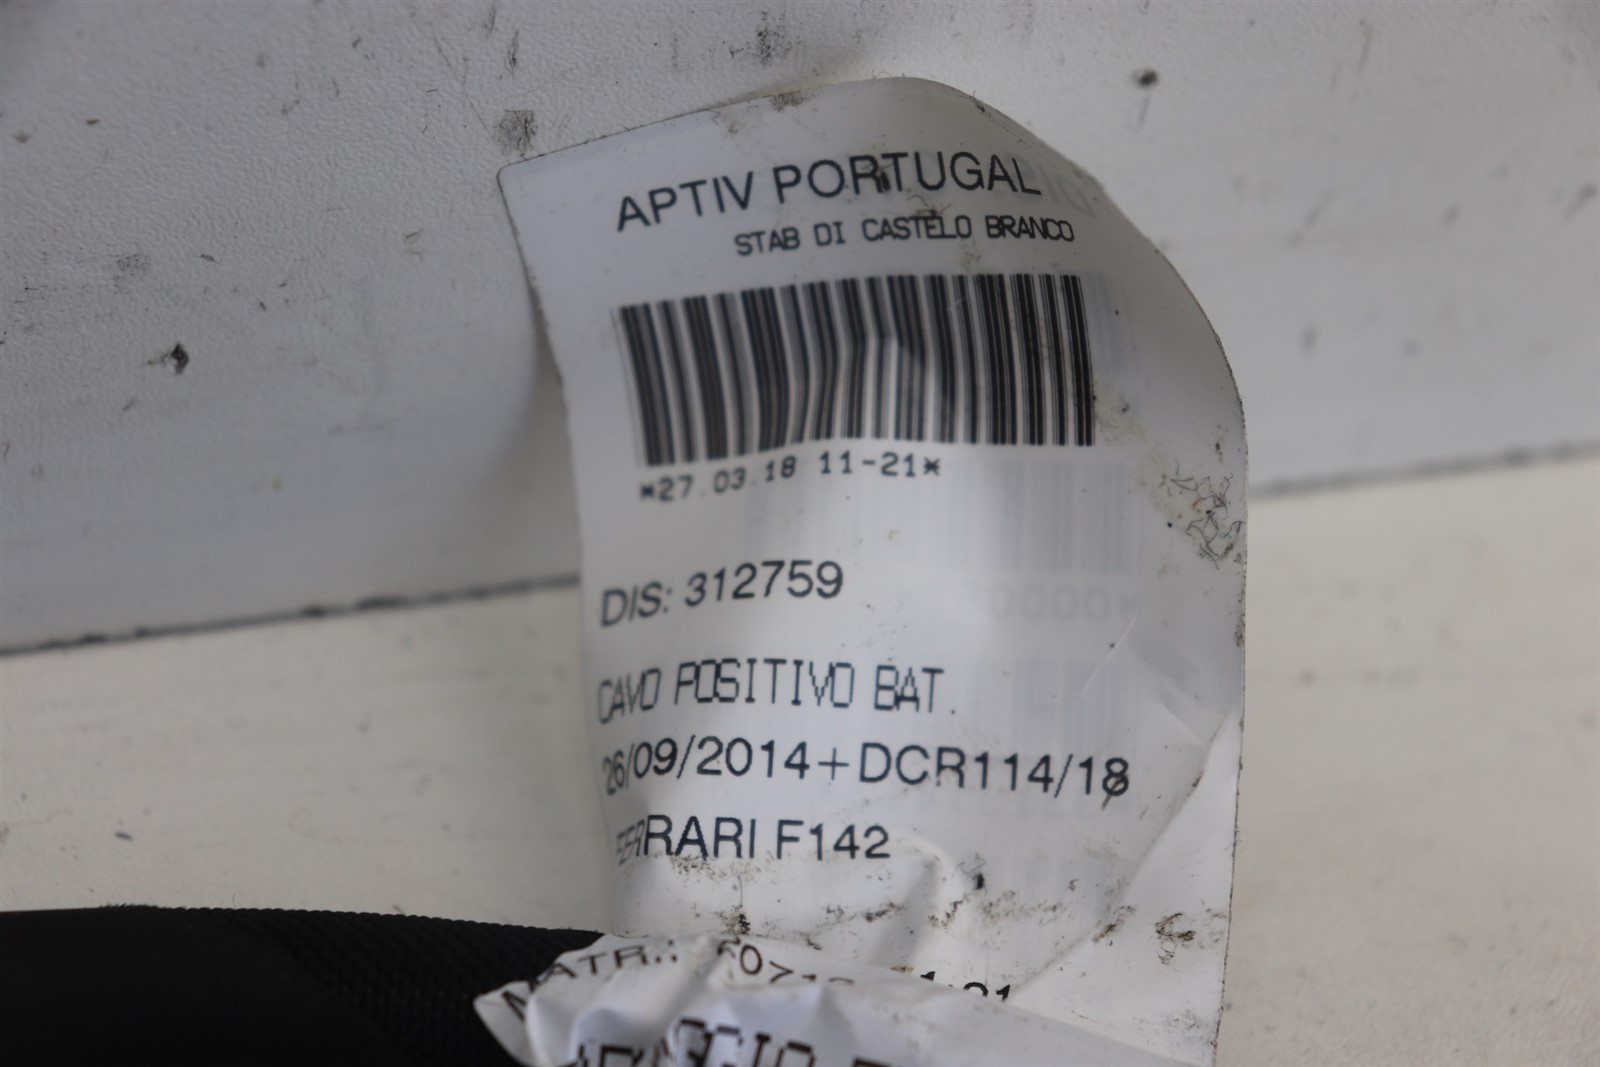 APTIV PORTUGAL
STAB DI CASTELO BRANCO
*27.03.18 11-21*
DIS: 312759
CAVO POSITIVO BAT.
26/09/2014+DCR114/18
FERRARI F142
MATR.: